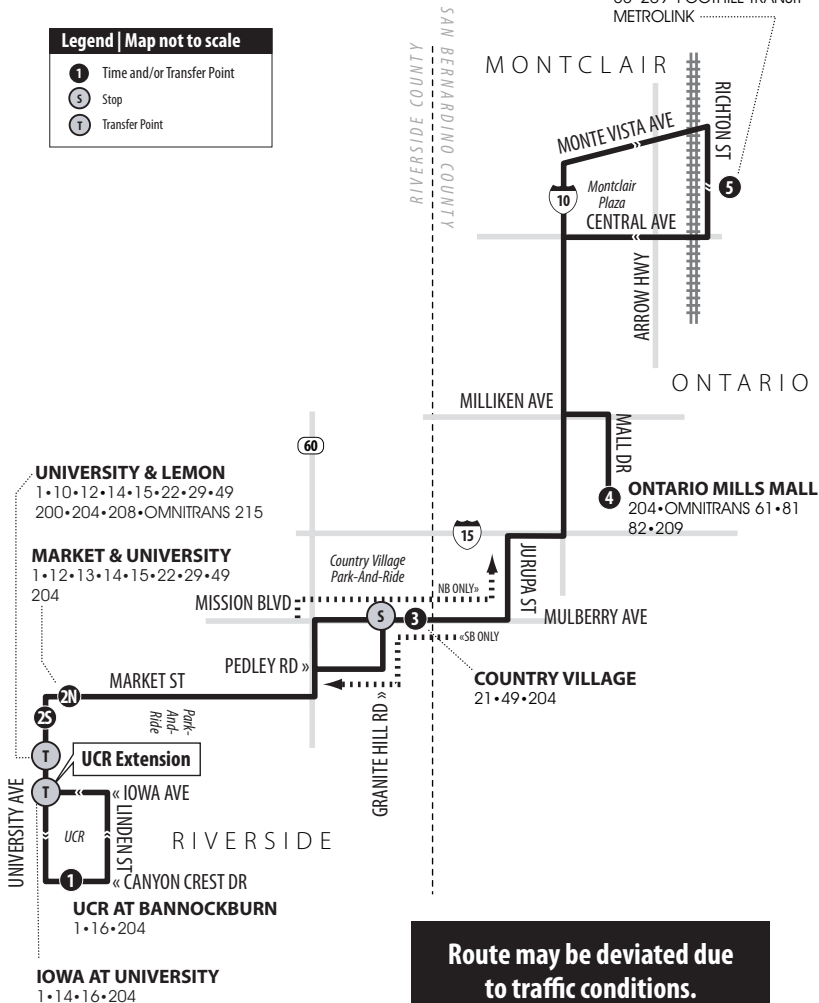 METROLINK
Legend | Map not to scale
1 Time and/or Transfer Point
S Stop
T Transfer Point
RIVERSIDE COUNTY
SAN BERNARDINO COUNTY
MONTCLAIR
MONTE VISTA AVE
RICHTON ST
10
Montclair
Plaza
5
CENTRAL AVE
ARROW HWY
ONTARIO
MILLIKEN AVE
MALL DR
60
4
ONTARIO MILLS MALL
204•OMNITRANS 61•81
82•209
UNIVERSITY & LEMON
1•10•12•14•15•22•29•49
200•204•208•OMNITRANS 215
15
MARKET & UNIVERSITY
1•12•13•14•15•22•29•49
204
Country Village
Park-And-Ride
NB ONLY»
JURUPA ST
MISSION BLVD
S
3
MULBERRY AVE
«SB ONLY
PEDLEY RD »
COUNTRY VILLAGE
21•49•204
MARKET ST
2N
2S
Park-
And-
Ride
GRANITE HILL RD »
T
UCR Extension
T
« IOWA AVE
UNIVERSITY AVE
UCR
LINDEN ST
RIVERSIDE
1
« CANYON CREST DR
UCR AT BANNOCKBURN
1•16•204
IOWA AT UNIVERSITY
1•14•16•204
Route may be deviated due
to traffic conditions.